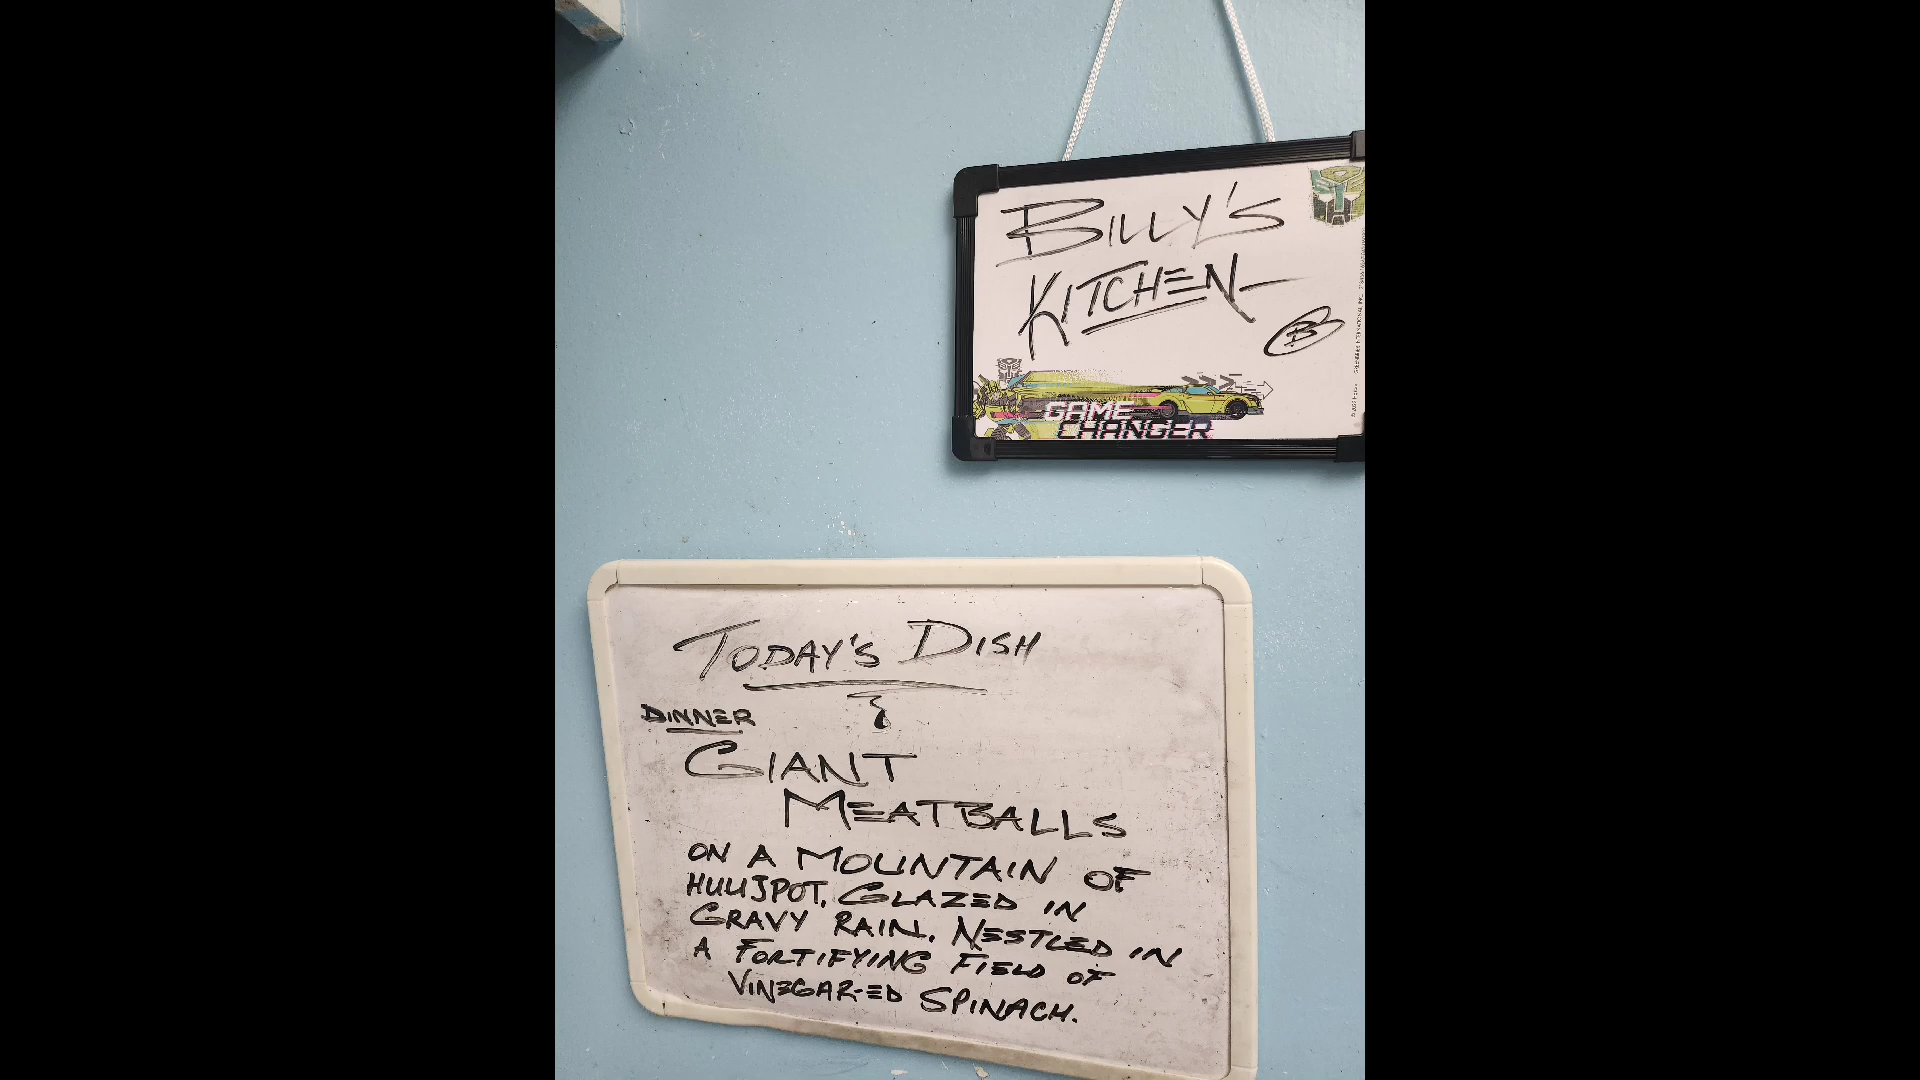 BILLY'S
KITCHEN
B
GAME
CHANGER
TODAY'S DISH
DINNER
GIANT
MEATBALLS
ON A MOUNTAIN OF
HUUJSPOT, GLAZED IN
GRAVY RAIN. NESTLED IN
A FORTIFYING FIELD OF
VINEGAR-ED SPINACH.